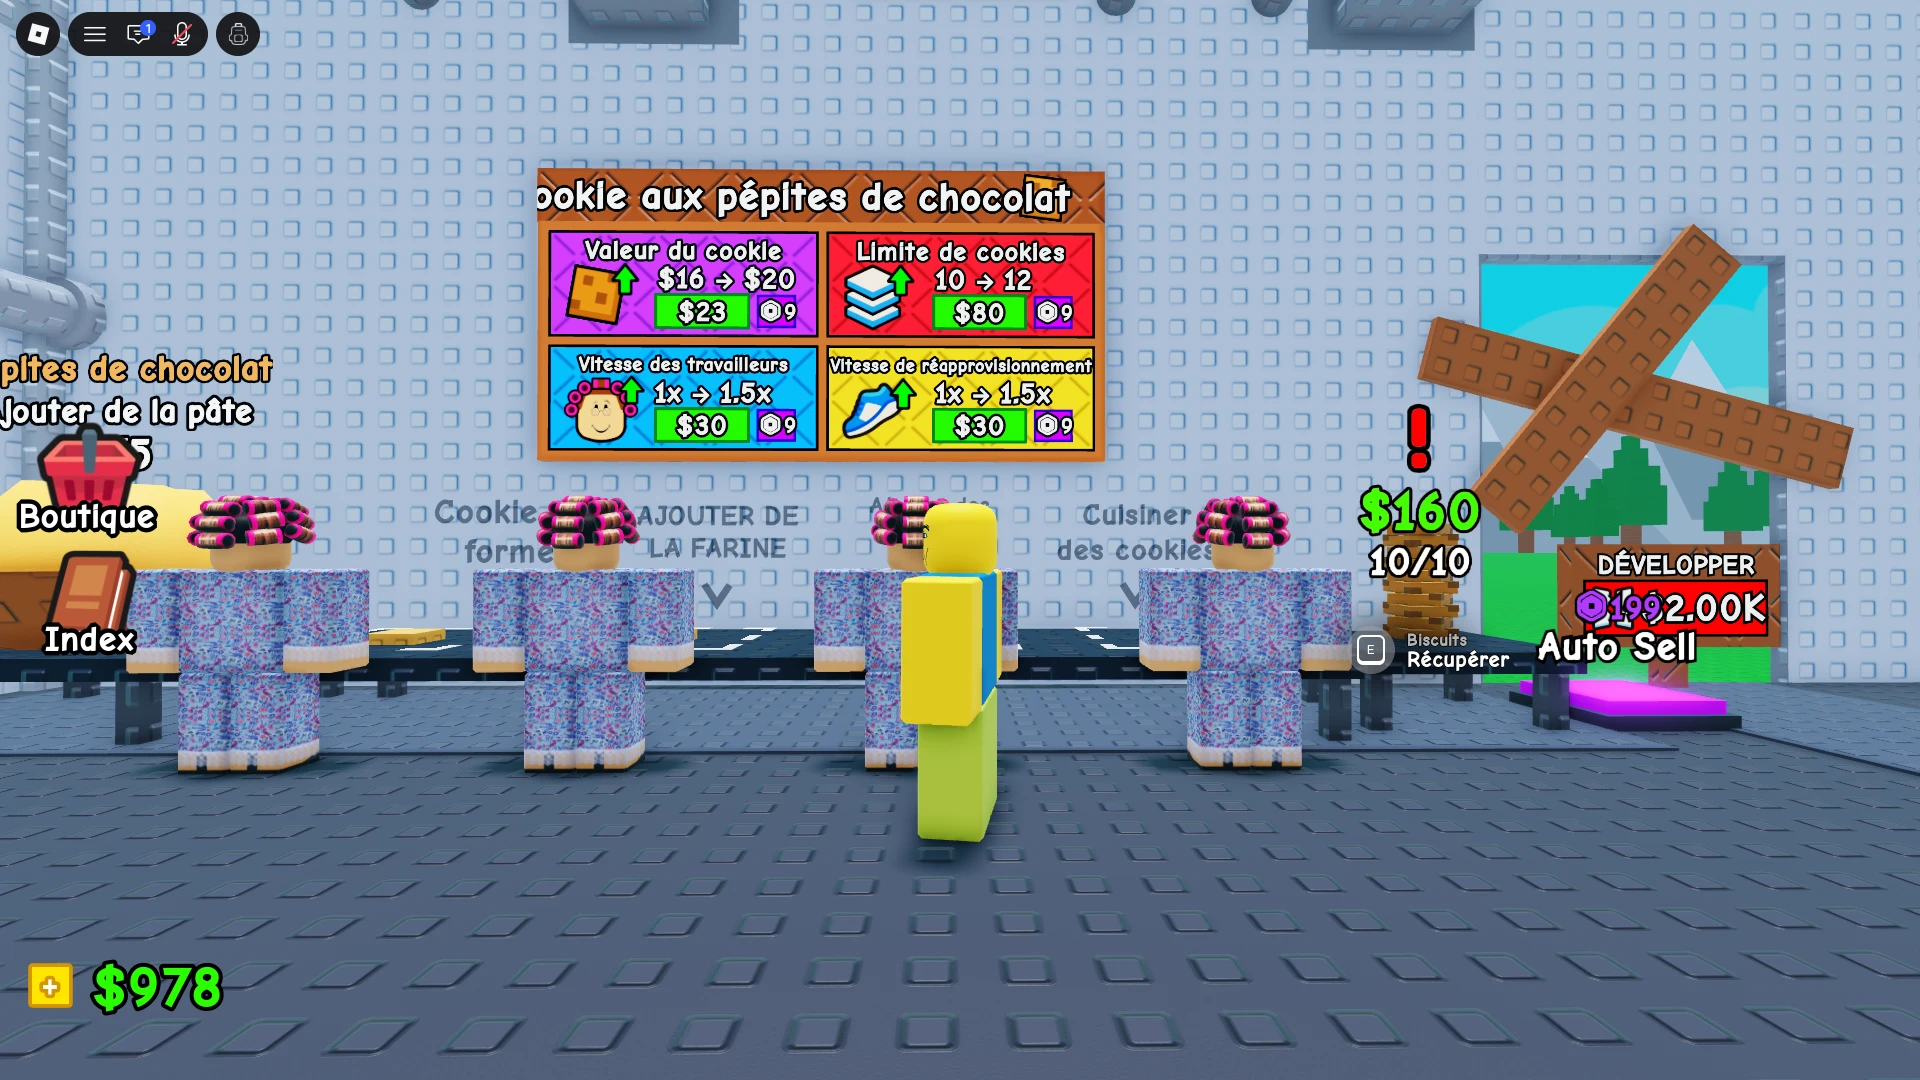 1
ookie aux pépites de chocolat
Valeur du cookie
$16 → $20
$23
9
Limite de cookies
10 → 12
$80
9
Vitesse des travailleurs
1x → 1.5x
$30
9
Vitesse de réapprovisionnement
1x → 1.5x
$30
9
pites de chocolat
jouter de la pâte
5
Boutique
Index
Cookie
forme
AJOUTER DE
LA FARINE
Cuisiner
des cookies
$160
10/10
E
Biscuits
Récupérer
DÉVELOPPER
199
2.00K
Auto Sell
$978